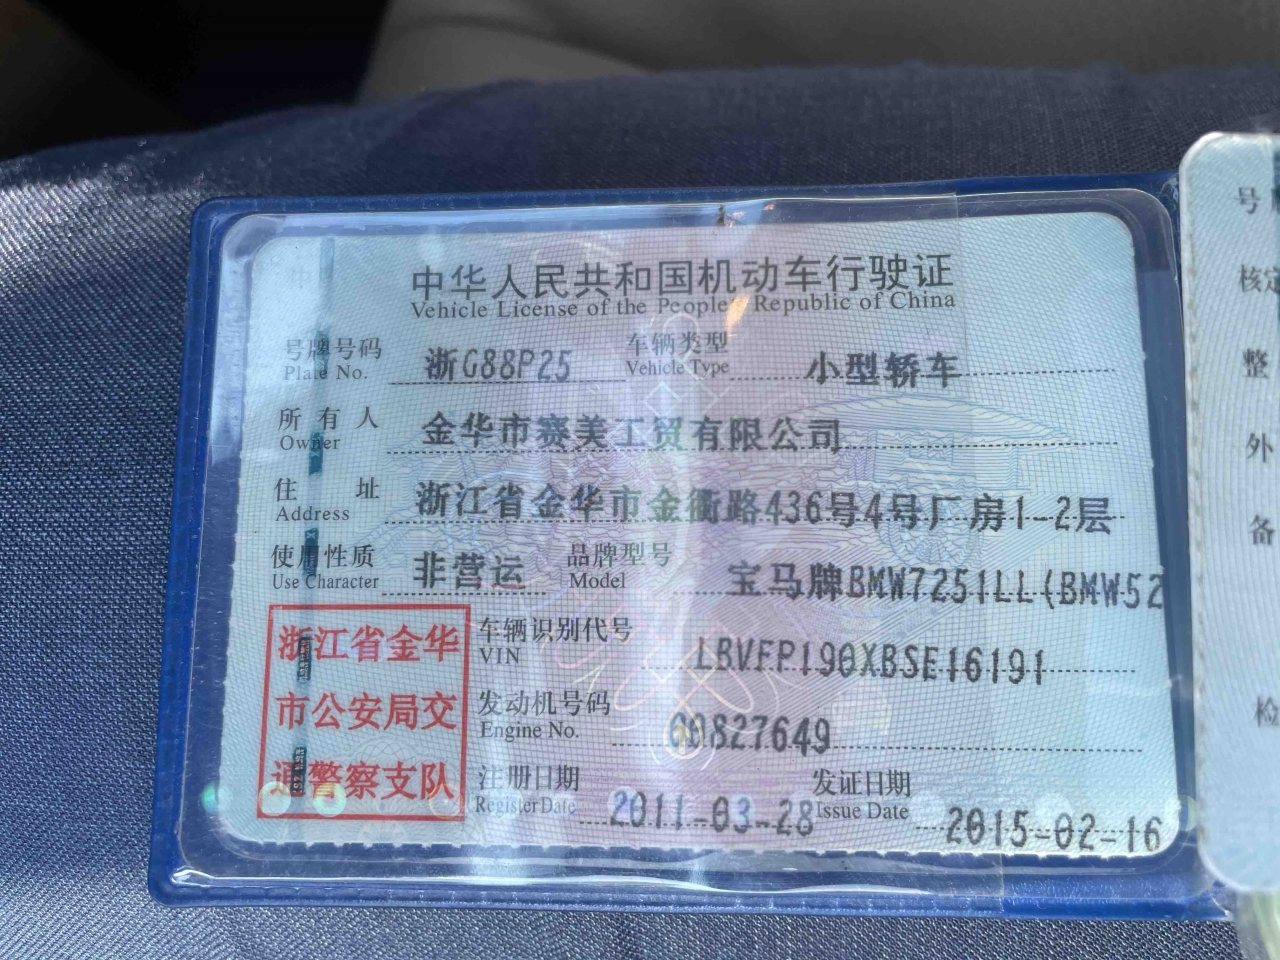 中华人民共和国机动车行驶证
Vehicle License of the People's Republic of China
号牌号码 浙G88P25 车辆类型 小型轿车
Plate No. Vehicle Type
所有人 金华市赛美工贸有限公司
Owner
住址 浙江省金华市金衢路436号4号厂房1-2层
Address
使用性质 非营运 品牌型号 宝马牌BMW7251LL(BMW52
Use Character Model
浙江省金华
市公安局交
通警察支队
车辆识别代号 LBVFP190XBSE16191
VIN
发动机号码 G0827649
Engine No.
注册日期 2011-03-28 发证日期 2015-02-16
Register Date Issue Date
号
核定
整
外
备
检